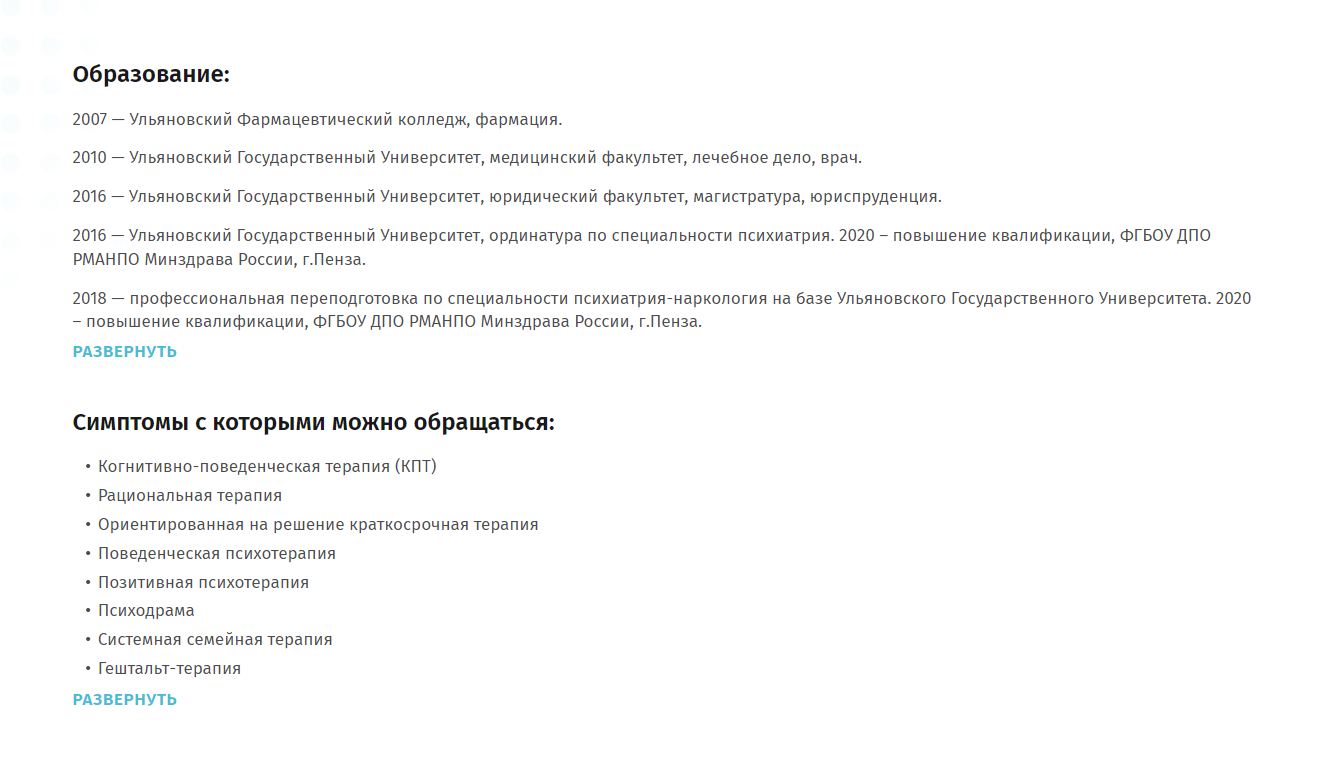 Образование:
2007 — Ульяновский Фармацевтический колледж, фармация.
2010 — Ульяновский Государственный Университет, медицинский факультет, лечебное дело, врач.
2016 — Ульяновский Государственный Университет, юридический факультет, магистратура, юриспруденция.
2016 — Ульяновский Государственный Университет, ординатура по специальности психиатрия. 2020 – повышение квалификации, ФГБОУ ДПО
РМАНПО Минздрава России, г.Пенза.
2018 — профессиональная переподготовка по специальности психиатрия-наркология на базе Ульяновского Государственного Университета. 2020
– повышение квалификации, ФГБОУ ДПО РМАНПО Минздрава России, г.Пенза.
РАЗВЕРНУТЬ
Симптомы с которыми можно обращаться:
• Когнитивно-поведенческая терапия (КПТ)
• Рациональная терапия
• Ориентированная на решение краткосрочная терапия
• Поведенческая психотерапия
• Позитивная психотерапия
• Психодрама
• Системная семейная терапия
• Гештальт-терапия
РАЗВЕРНУТЬ